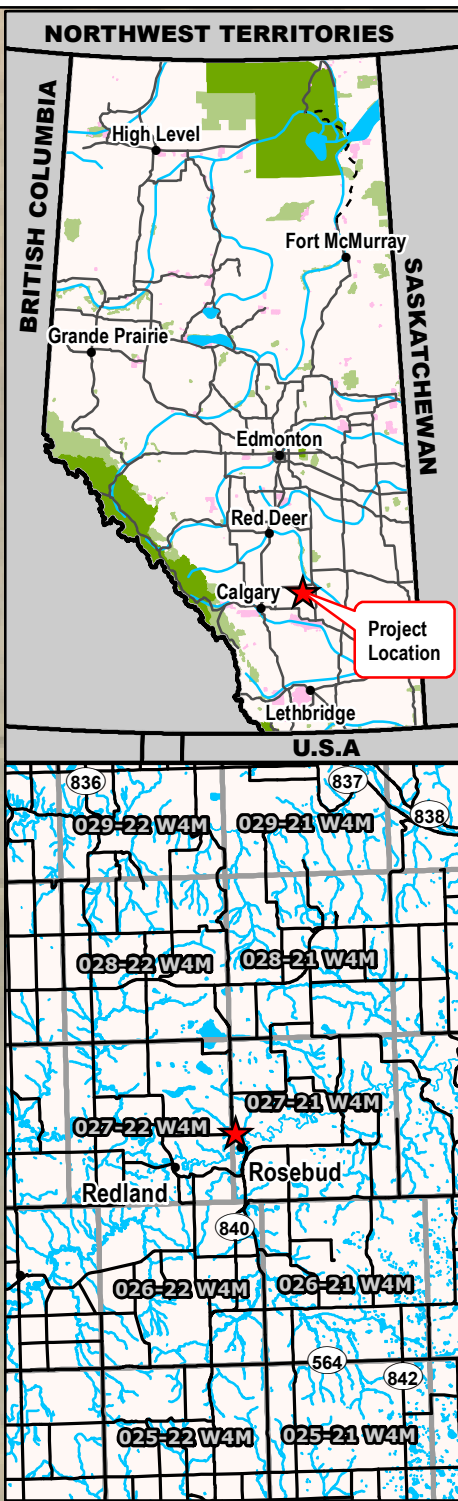 NORTHWEST TERRITORIES
BRITISH COLUMBIA
SASKATCHEWAN
High Level
Fort McMurray
Grande Prairie
Edmonton
Red Deer
Calgary
Project
Location
Lethbridge
U.S.A
836
837
838
029-22 W4M
029-21 W4M
028-22 W4M
028-21 W4M
027-21 W4M
027-22 W4M
Rosebud
Redland
840
026-22 W4M
026-21 W4M
564
842
025-22 W4M
025-21 W4M